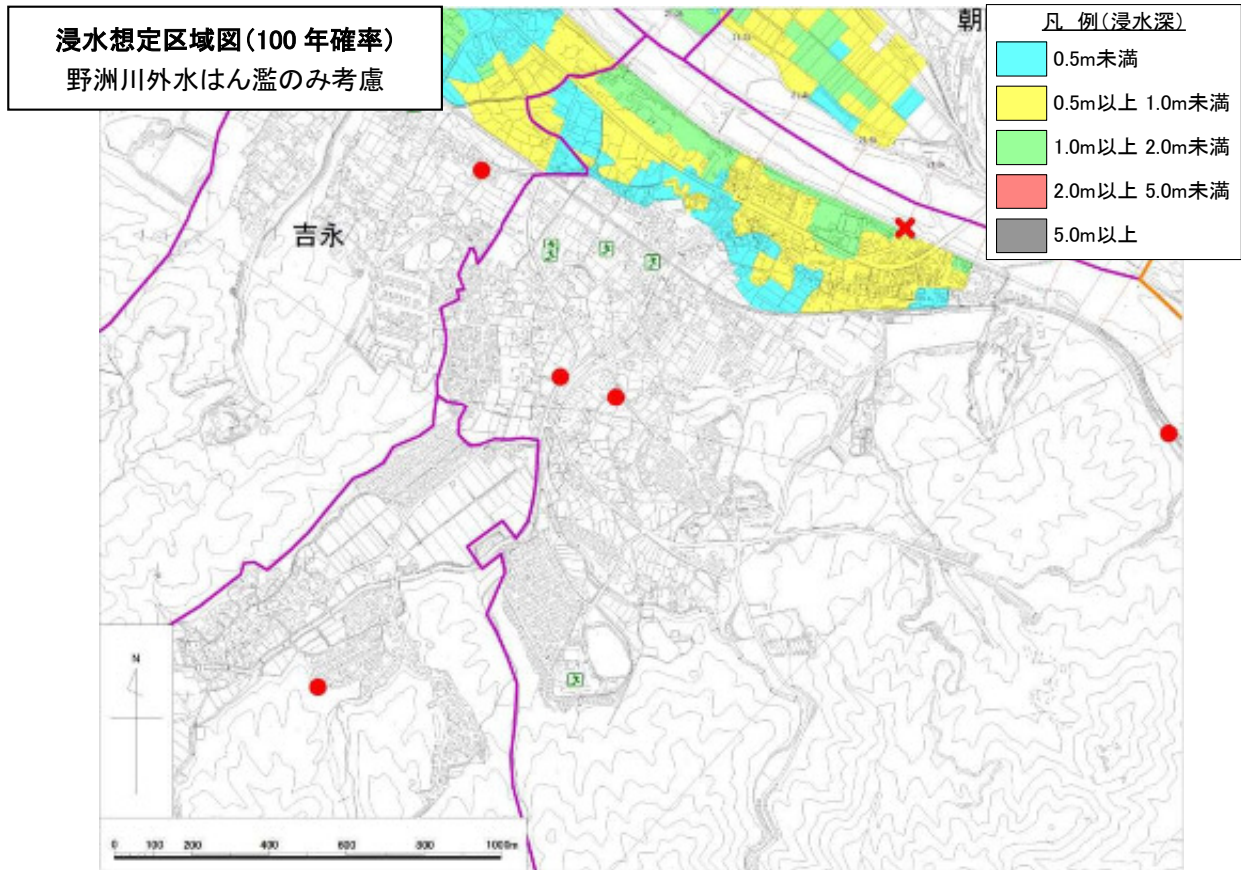 浸水想定区域図(100年確率)
野洲川外水はん濫のみ考慮
朝
凡 例(浸水深)
0.5m未満
0.5m以上 1.0m未満
1.0m以上 2.0m未満
2.0m以上 5.0m未満
5.0m以上
吉永
N
0 100 200 400 600 800 1000m